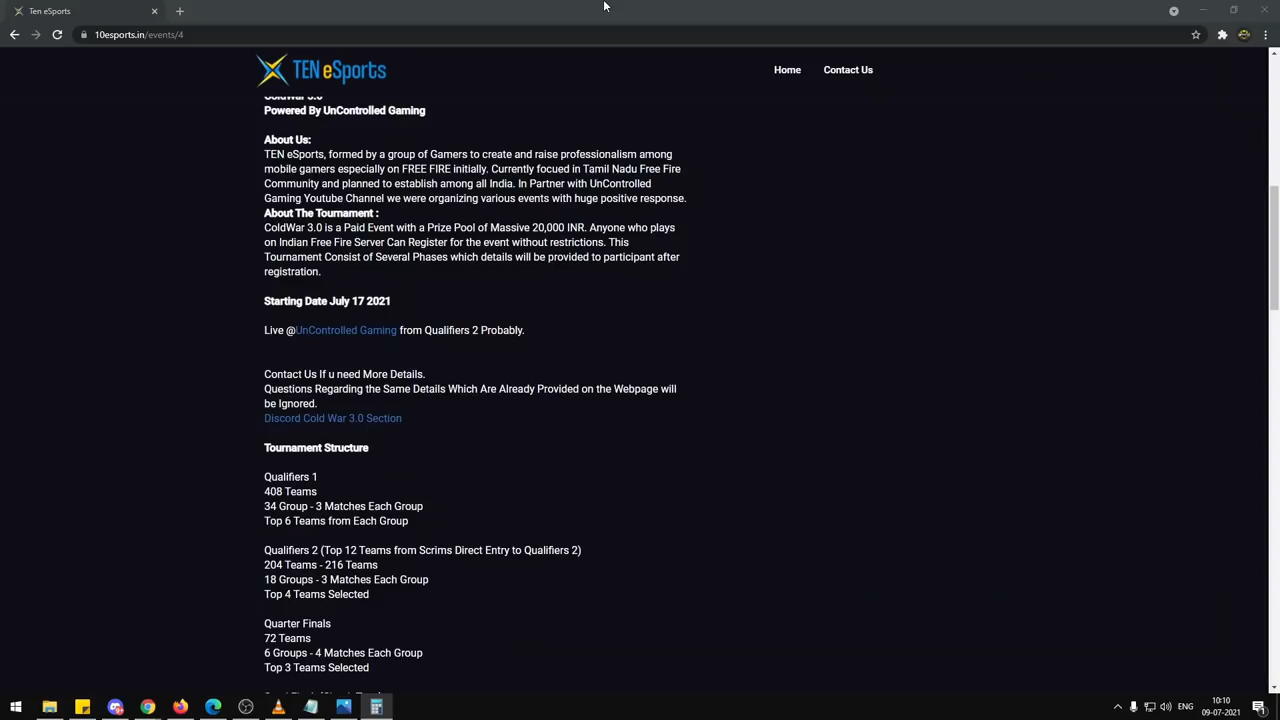 Ten eSports
10esports.in/events/4
TEN eSports
Home
Contact Us
ColdWar 3.0
Powered By UnControlled Gaming
About Us:
TEN eSports, formed by a group of Gamers to create and raise professionalism among
mobile gamers especially on FREE FIRE initially. Currently focued in Tamil Nadu Free Fire
Community and planned to establish among all India. In Partner with UnControlled
Gaming Youtube Channel we were organizing various events with huge positive response.
About The Tournament :
ColdWar 3.0 is a Paid Event with a Prize Pool of Massive 20,000 INR. Anyone who plays
on Indian Free Fire Server Can Register for the event without restrictions. This
Tournament Consist of Several Phases which details will be provided to participant after
registration.
Starting Date July 17 2021
Live @UnControlled Gaming from Qualifiers 2 Probably.
Contact Us If u need More Details.
Questions Regarding the Same Details Which Are Already Provided on the Webpage will
be Ignored.
Discord Cold War 3.0 Section
Tournament Structure
Qualifiers 1
408 Teams
34 Group - 3 Matches Each Group
Top 6 Teams from Each Group
Qualifiers 2 (Top 12 Teams from Scrims Direct Entry to Qualifiers 2)
204 Teams - 216 Teams
18 Groups - 3 Matches Each Group
Top 4 Teams Selected
Quarter Finals
72 Teams
6 Groups - 4 Matches Each Group
Top 3 Teams Selected
ENG
10:10
09-07-2021